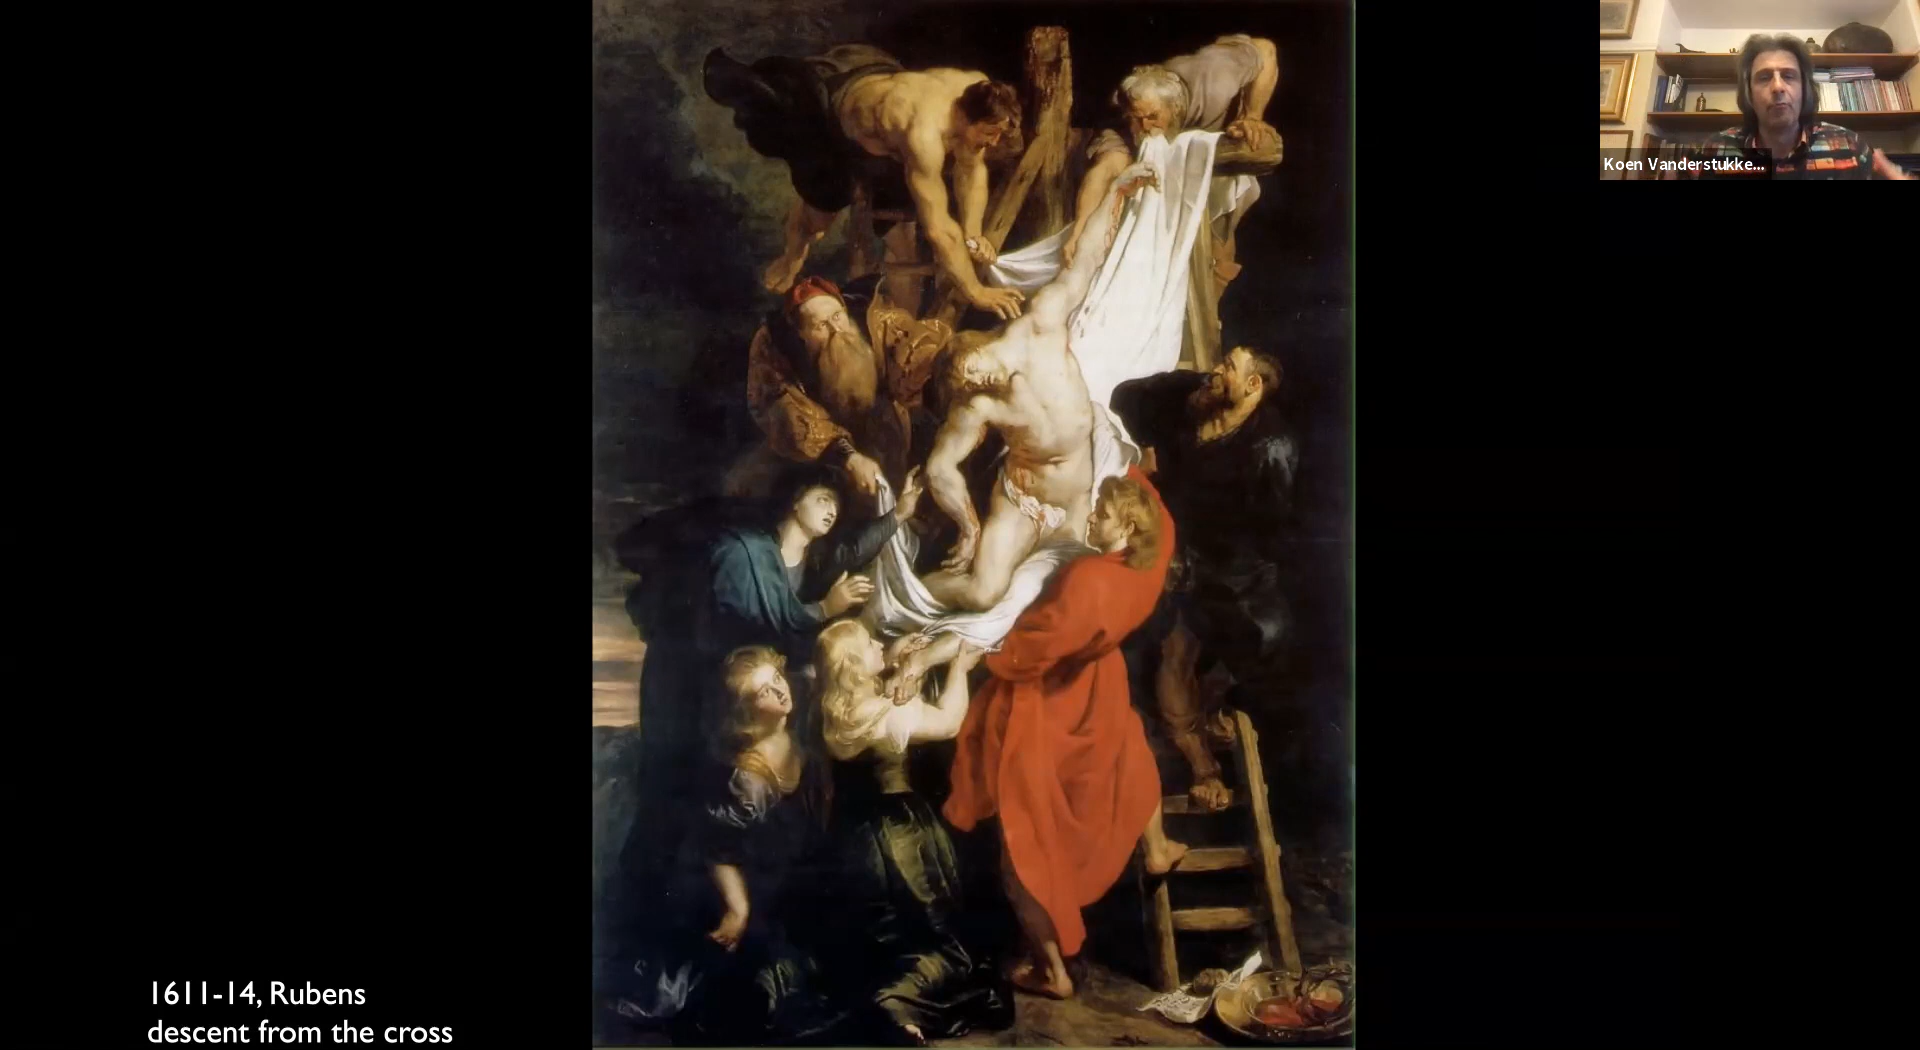 Koen Vanderstukke...
1611-14, Rubens
descent from the cross